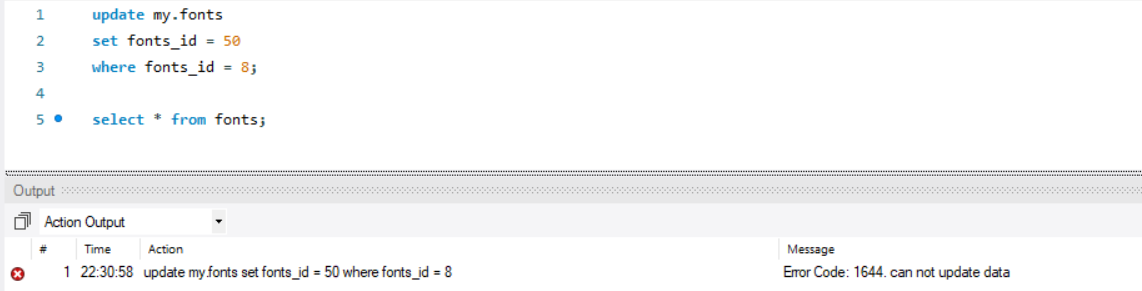 1 update my.fonts
2 set fonts_id = 50
3 where fonts_id = 8;
4
5 select * from fonts;
Output
Action Output
# Time Action Message
1 22:30:58 update my.fonts set fonts_id = 50 where fonts_id = 8 Error Code: 1644. can not update data